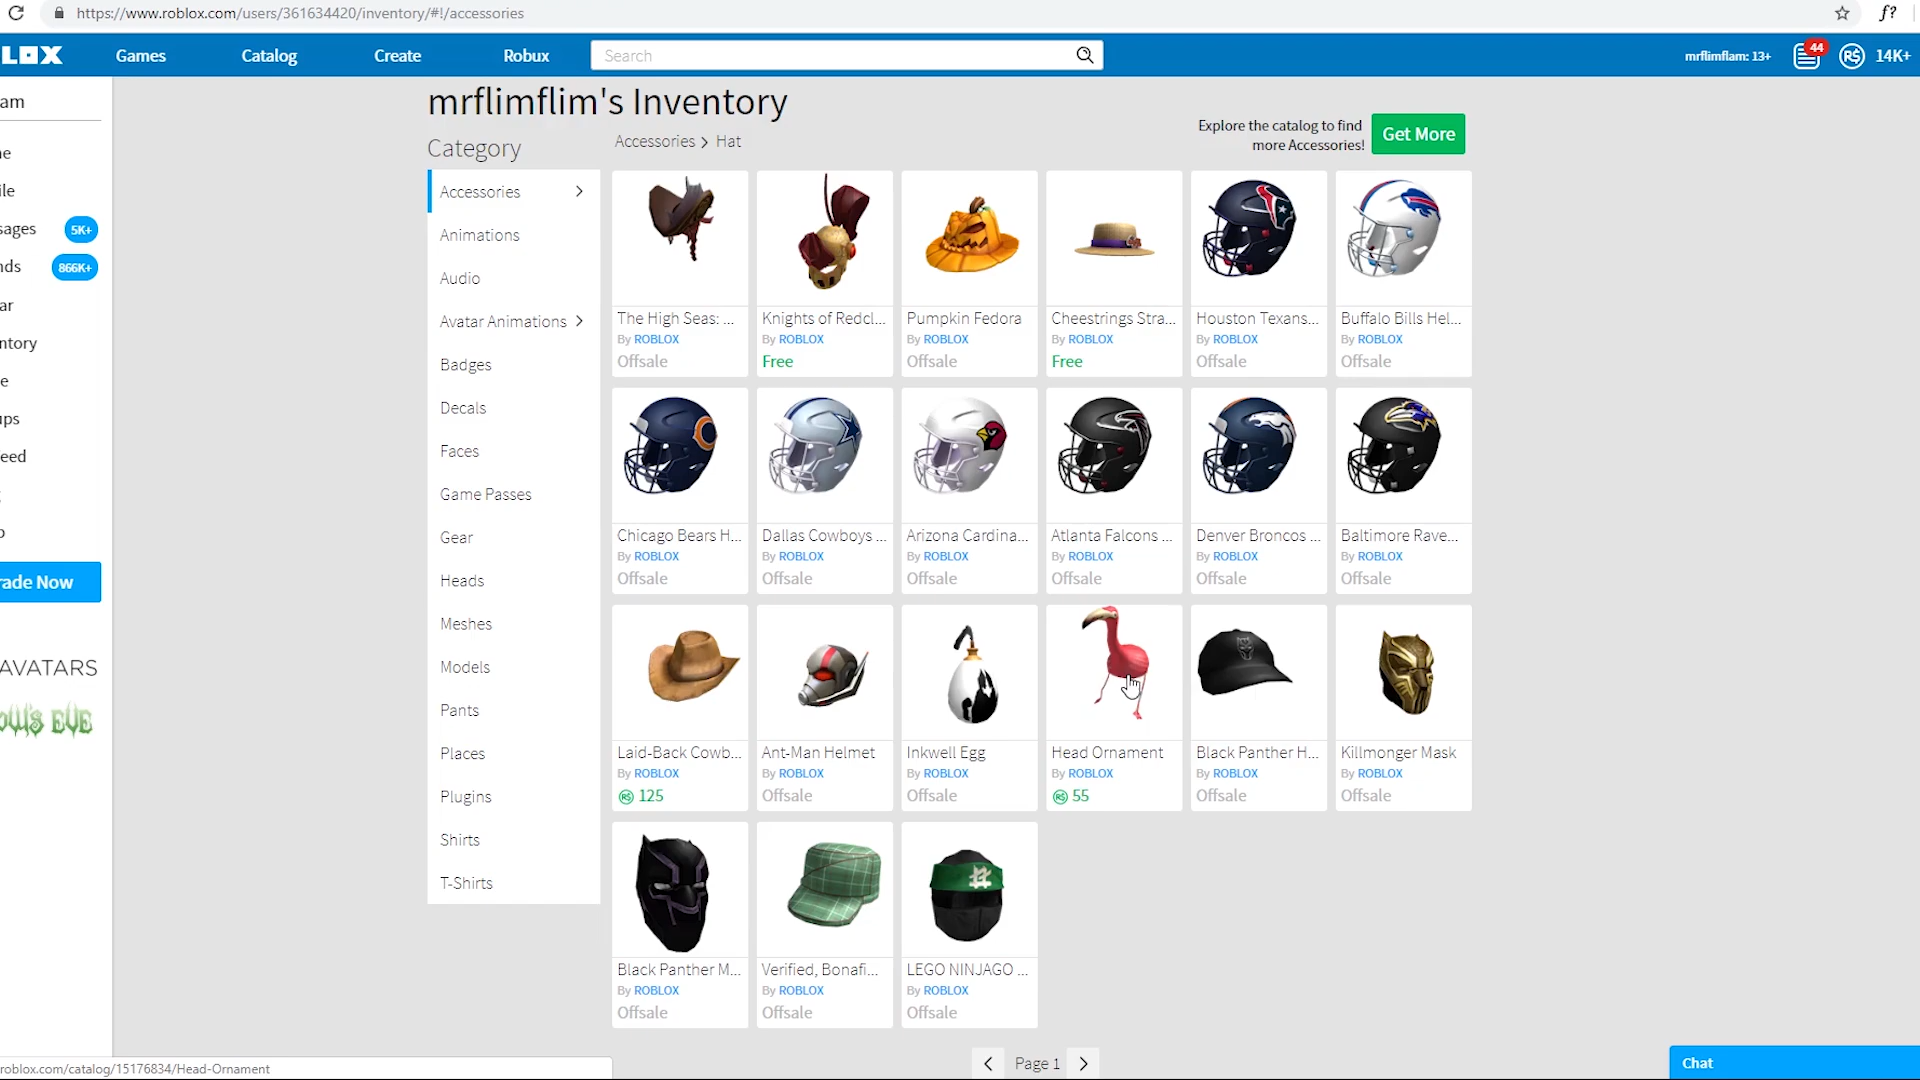 https://www.roblox.com/users/361634420/inventory/#!/accessories
f?
LOX
Games
Catalog
Create
Robux
Search
mrflimflam: 13+
44
R$
14K+
am
ne
ile
sages
5K+
nds
866K+
ar
ntory
e
ups
eed
rade Now
AVATARS
OW'S EVE
mrflimflim's Inventory
Category
Accessories
Animations
Audio
Avatar Animations
Badges
Decals
Faces
Game Passes
Gear
Heads
Meshes
Models
Pants
Places
Plugins
Shirts
T-Shirts
Accessories > Hat
Explore the catalog to find
more Accessories!
Get More
The High Seas: ...
By ROBLOX
Offsale
Knights of Redcl...
By ROBLOX
Free
Pumpkin Fedora
By ROBLOX
Offsale
Cheestrings Stra...
By ROBLOX
Free
Houston Texans...
By ROBLOX
Offsale
Buffalo Bills Hel...
By ROBLOX
Offsale
Chicago Bears H...
By ROBLOX
Offsale
Dallas Cowboys ...
By ROBLOX
Offsale
Arizona Cardina...
By ROBLOX
Offsale
Atlanta Falcons ...
By ROBLOX
Offsale
Denver Broncos ...
By ROBLOX
Offsale
Baltimore Rave...
By ROBLOX
Offsale
Laid-Back Cowb...
By ROBLOX
R$ 125
Ant-Man Helmet
By ROBLOX
Offsale
Inkwell Egg
By ROBLOX
Offsale
Head Ornament
By ROBLOX
R$ 55
Black Panther H...
By ROBLOX
Offsale
Killmonger Mask
By ROBLOX
Offsale
Black Panther M...
By ROBLOX
Offsale
Verified, Bonafi...
By ROBLOX
Offsale
LEGO NINJAGO ...
By ROBLOX
Offsale
Page 1
Chat
roblox.com/catalog/15176834/Head-Ornament